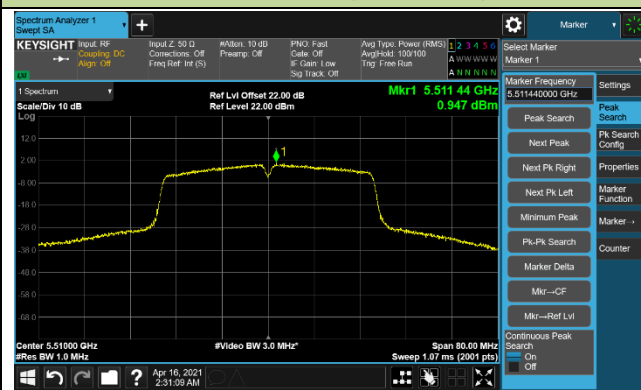 Spectrum Analyzer 1
Swept SA
+
Marker
KEYSIGHT
Input: RF
Coupling: DC
Align: Off
Input Z: 50 Ω
Corrections: Off
Freq Ref: Int (S)
#Atten: 10 dB
Preamp: Off
PNO: Fast
Gate: Off
IF Gain: Low
Sig Track: Off
Avg Type: Power (RMS)
Avg|Hold: 100/100
Trig: Free Run
1 2 3 4 5 6
A W W W W W
A N N N N N
LXI
Select Marker
Marker 1
1 Spectrum
Scale/Div 10 dB
Log
Ref Lvl Offset 22.00 dB
Ref Level 22.00 dBm
Mkr1 5.511 44 GHz
0.947 dBm
1
12.0
2.00
-8.00
-18.0
-28.0
-38.0
-48.0
-58.0
-68.0
Center 5.51000 GHz
#Res BW 1.0 MHz
#Video BW 3.0 MHz*
Span 80.00 MHz
Sweep 1.07 ms (2001 pts)
Marker Frequency
5.511440000 GHz
Peak Search
Next Peak
Next Pk Right
Next Pk Left
Minimum Peak
Pk-Pk Search
Marker Delta
Mkr→CF
Mkr→Ref Lvl
Continuous Peak
Search
On
Off
Settings
Peak
Search
Pk Search
Config
Properties
Marker
Function
Marker→
Counter
?
Apr 16, 2021
2:31:09 AM